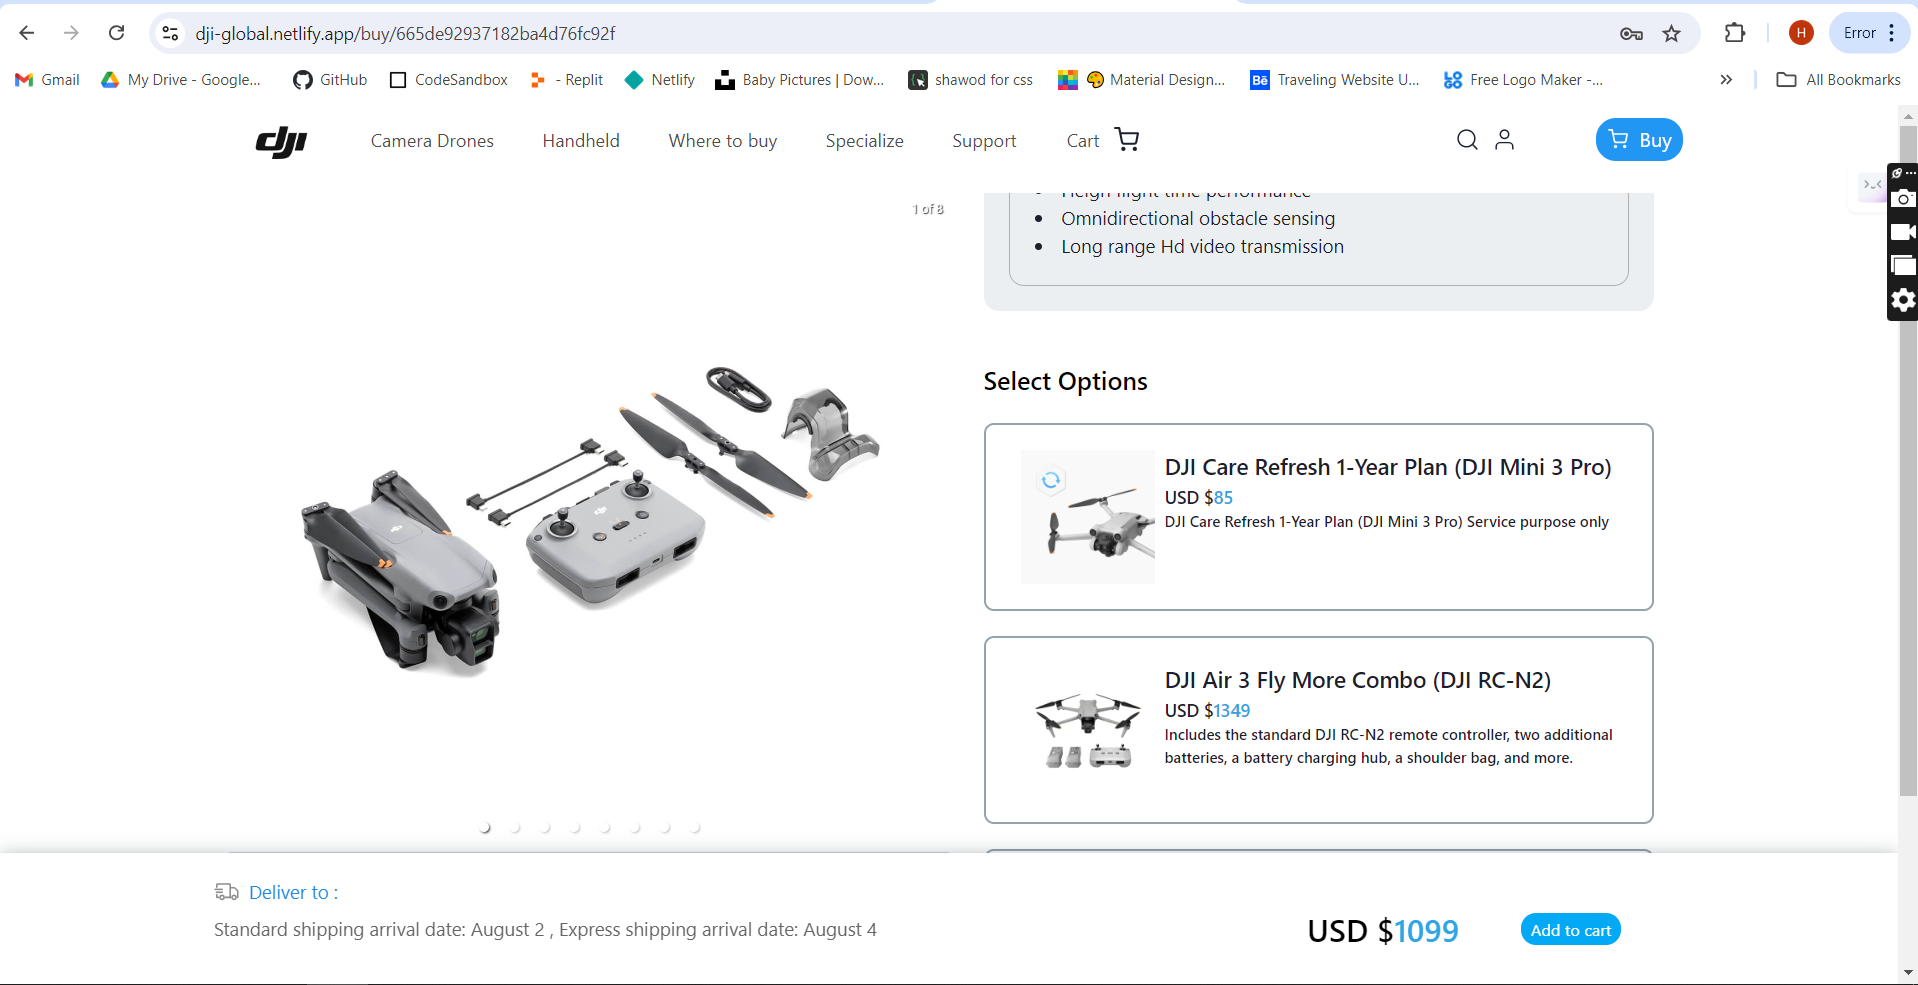 dji-global.netlify.app/buy/665de92937182ba4d76fc92f
H
Error
Gmail
My Drive - Google...
GitHub
CodeSandbox
- Replit
Netlify
Baby Pictures | Dow...
shawod for css
Material Design...
Traveling Website U...
Free Logo Maker -...
All Bookmarks
dji
Camera Drones
Handheld
Where to buy
Specialize
Support
Cart
Buy
1 of 8
Heigh flight time performance
Omnidirectional obstacle sensing
Long range Hd video transmission
Select Options
DJI Care Refresh 1-Year Plan (DJI Mini 3 Pro)
USD $85
DJI Care Refresh 1-Year Plan (DJI Mini 3 Pro) Service purpose only
DJI Air 3 Fly More Combo (DJI RC-N2)
USD $1349
Includes the standard DJI RC-N2 remote controller, two additional
batteries, a battery charging hub, a shoulder bag, and more.
Deliver to :
Standard shipping arrival date: August 2 , Express shipping arrival date: August 4
USD $1099
Add to cart